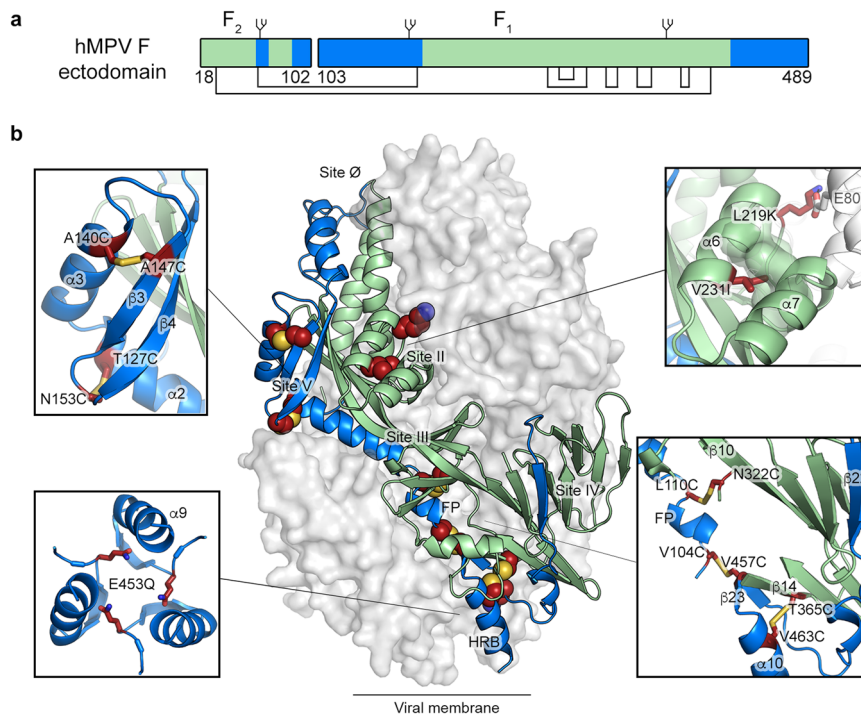 a
F2
F1
hMPV F
ectodomain
18
102
103
489
b
Site Ø
A140C
A147C
α3
β3
β4
T127C
N153C
α2
L219K
E80
α6
V231I
α7
Site II
Site V
Site III
Site IV
FP
HRB
α9
E453Q
β10
L110C
N322C
β2
FP
V104C
V457C
β14
β23
T365C
V463C
α10
Viral membrane